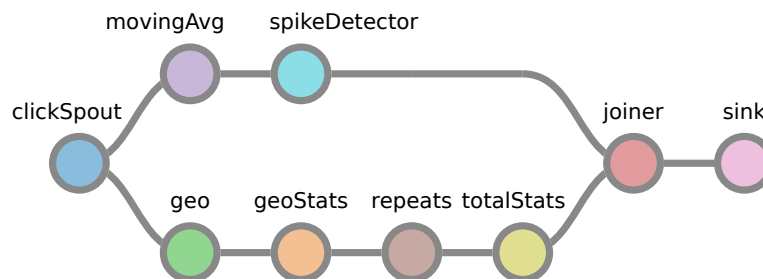 movingAvg
spikeDetector
clickSpout
joiner
sink
geo
geoStats
repeats
totalStats